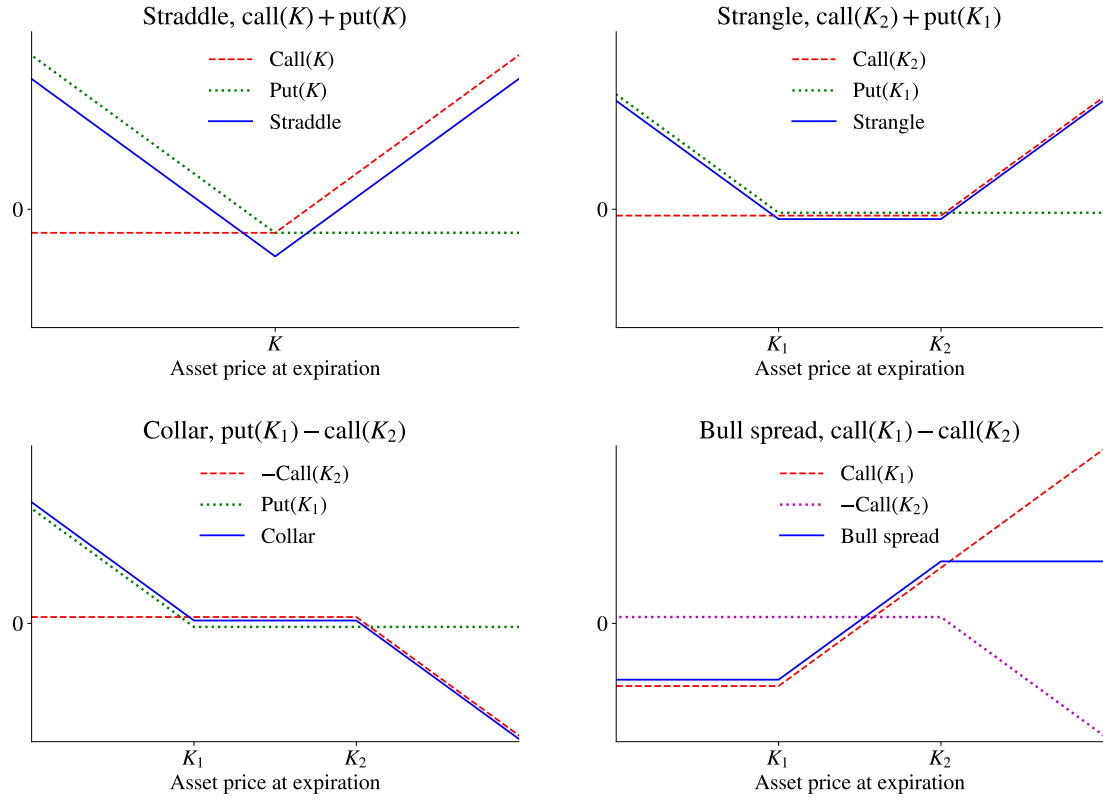 Straddle, call(K) + put(K)
Call(K)
Put(K)
Straddle
0
K
Asset price at expiration
Strangle, call(K₂) + put(K₁)
Call(K₂)
Put(K₁)
Strangle
0
K₁ K₂
Asset price at expiration
Collar, put(K₁) − call(K₂)
−Call(K₂)
Put(K₁)
Collar
0
K₁ K₂
Asset price at expiration
Bull spread, call(K₁) − call(K₂)
Call(K₁)
−Call(K₂)
Bull spread
0
K₁ K₂
Asset price at expiration